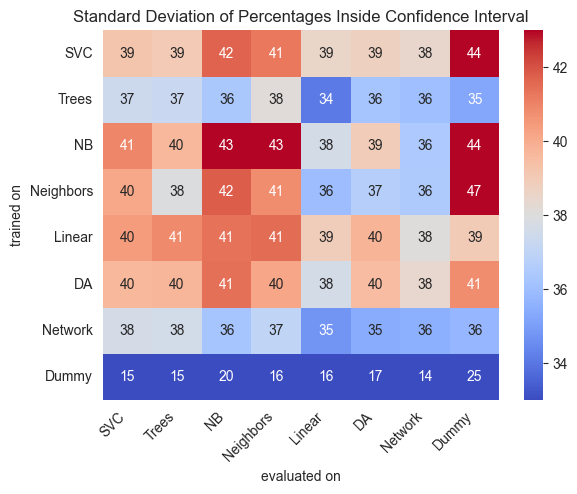 Standard Deviation of Percentages Inside Confidence Interval
trained on
SVC 39 39 42 41 39 39 38 44
Trees 37 37 36 38 34 36 36 35
NB 41 40 43 43 38 39 36 44
Neighbors 40 38 42 41 36 37 36 47
Linear 40 41 41 41 39 40 38 39
DA 40 40 41 40 38 40 38 41
Network 38 38 36 37 35 35 36 36
Dummy 15 15 20 16 16 17 14 25
SVC Trees NB Neighbors Linear DA Network Dummy
evaluated on
42
40
38
36
34